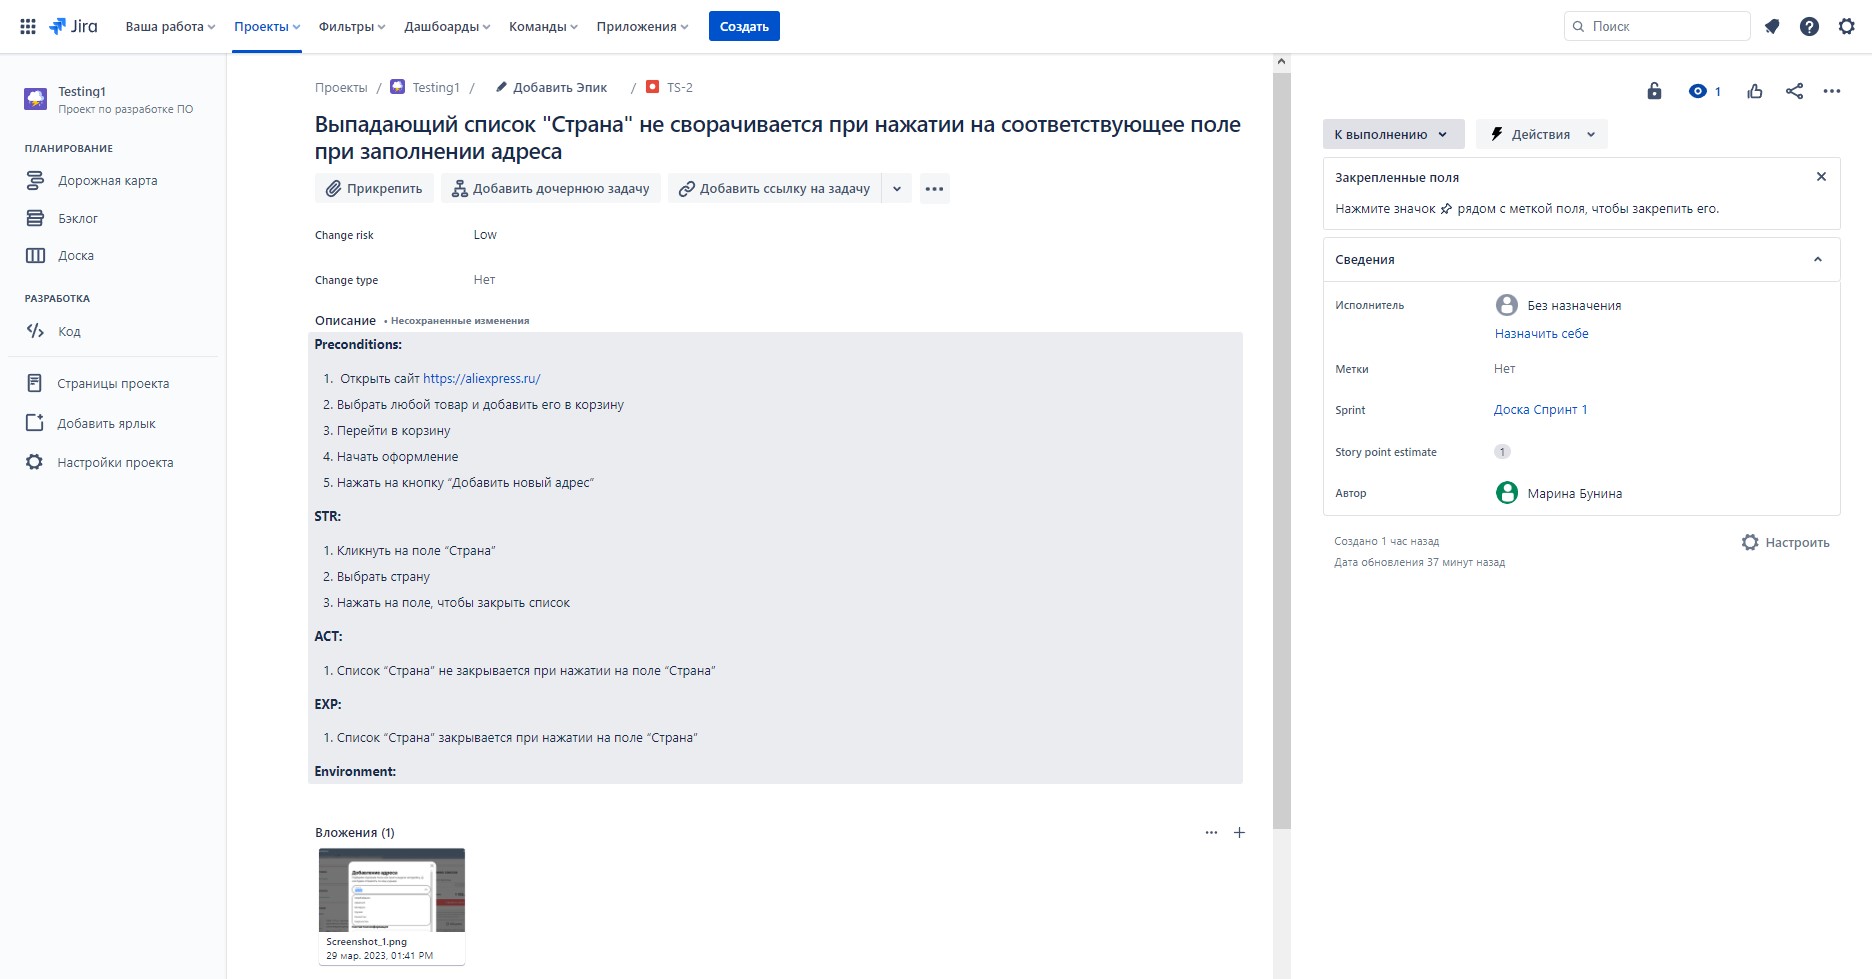 Jira
Ваша работа
Проекты
Фильтры
Дашборды
Команды
Приложения
Создать
Поиск
Testing1
Проект по разработке ПО
ПЛАНИРОВАНИЕ
Дорожная карта
Бэклог
Доска
РАЗРАБОТКА
Код
Страницы проекта
Добавить ярлык
Настройки проекта
Проекты / Testing1 / Добавить Эпик / TS-2
Выпадающий список "Страна" не сворачивается при нажатии на соответствующее поле
при заполнении адреса
Прикрепить
Добавить дочернюю задачу
Добавить ссылку на задачу
Change risk Low
Change type Нет
Описание • Несохраненные изменения
Preconditions:
1. Открыть сайт https://aliexpress.ru/
2. Выбрать любой товар и добавить его в корзину
3. Перейти в корзину
4. Начать оформление
5. Нажать на кнопку “Добавить новый адрес”
STR:
1. Кликнуть на поле “Страна”
2. Выбрать страну
3. Нажать на поле, чтобы закрыть список
ACT:
1. Список “Страна” не закрывается при нажатии на поле “Страна”
EXP:
1. Список “Страна” закрывается при нажатии на поле “Страна”
Environment:
Вложения (1)
Добавление адреса
Screenshot_1.png
29 мар. 2023, 01:41 PM
1
К выполнению
Действия
Закрепленные поля
Нажмите значок рядом с меткой поля, чтобы закрепить его.
Сведения
Исполнитель Без назначения
Назначить себе
Метки Нет
Sprint Доска Спринт 1
Story point estimate 1
Автор Марина Бунина
Создано 1 час назад
Дата обновления 37 минут назад
Настроить